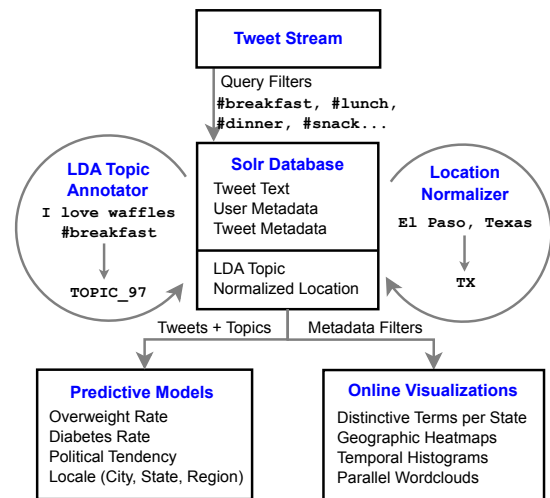 Tweet Stream
Query Filters
#breakfast, #lunch,
#dinner, #snack...
LDA Topic
Annotator
I love waffles
#breakfast
TOPIC_97
Solr Database
Tweet Text
User Metadata
Tweet Metadata
LDA Topic
Normalized Location
Location
Normalizer
El Paso, Texas
TX
Tweets + Topics
Metadata Filters
Predictive Models
Overweight Rate
Diabetes Rate
Political Tendency
Locale (City, State, Region)
Online Visualizations
Distinctive Terms per State
Geographic Heatmaps
Temporal Histograms
Parallel Wordclouds